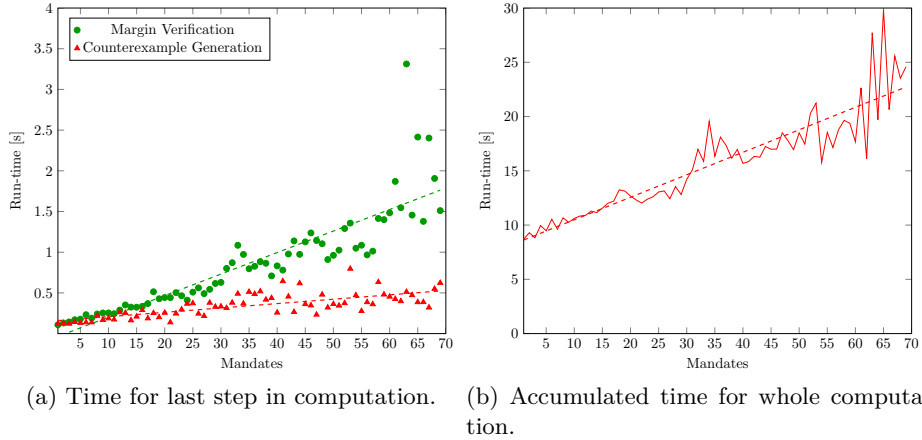 4
3.5
3
2.5
2
1.5
1
0.5
Run-time [s]
Margin Verification
Counterexample Generation
5 10 15 20 25 30 35 40 45 50 55 60 65 70
Mandates
(a) Time for last step in computation.
30
25
20
15
10
5
0
Run-time [s]
5 10 15 20 25 30 35 40 45 50 55 60 65 70
Mandates
(b) Accumulated time for whole computa
tion.